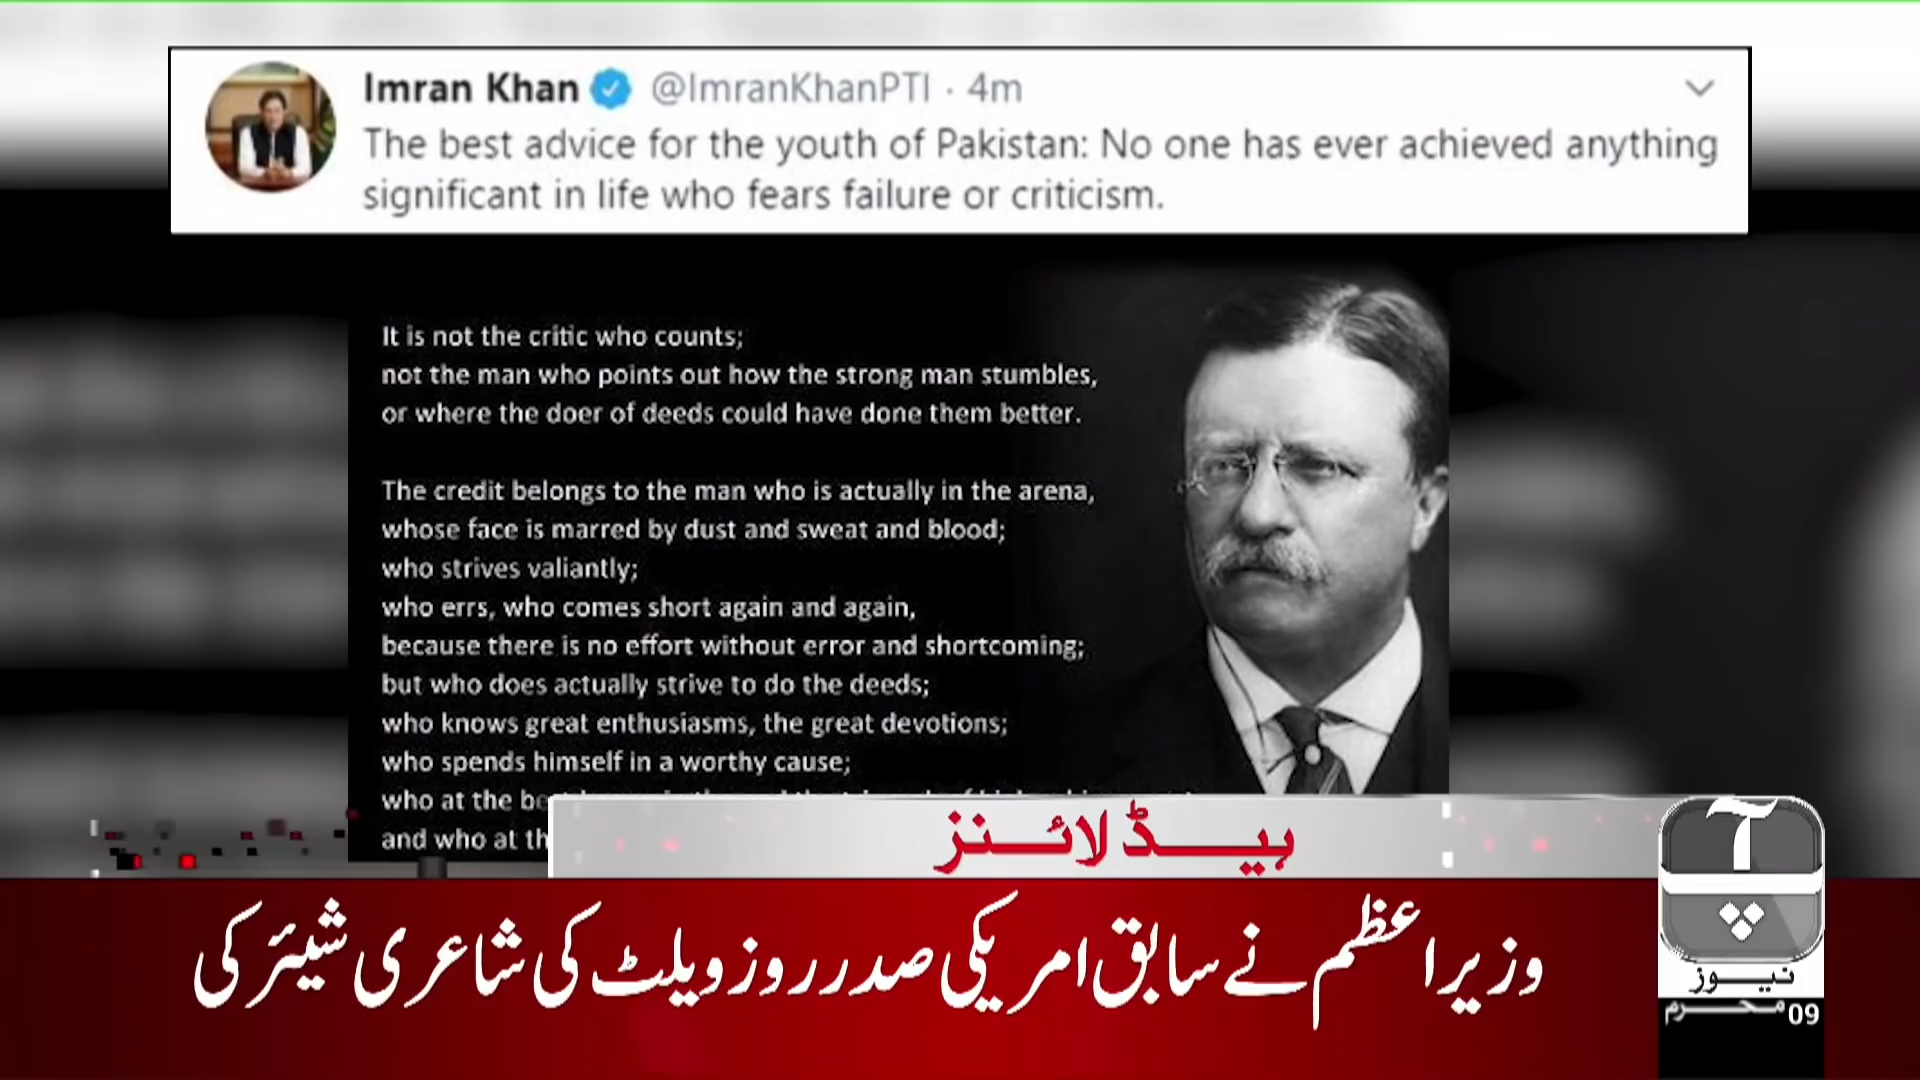 Imran Khan @ImranKhanPTI · 4m
The best advice for the youth of Pakistan: No one has ever achieved anything
significant in life who fears failure or criticism.
It is not the critic who counts;
not the man who points out how the strong man stumbles,
or where the doer of deeds could have done them better.
The credit belongs to the man who is actually in the arena,
whose face is marred by dust and sweat and blood;
who strives valiantly;
who errs, who comes short again and again,
because there is no effort without error and shortcoming;
but who does actually strive to do the deeds;
who knows great enthusiasms, the great devotions;
who spends himself in a worthy cause;
who at the
and who at
ہیڈ لائنز
وزیراعظم نے سابق امریکی صدر روز ویلٹ کی شاعری شیئر کی
آپ
نیوز
09 محرم